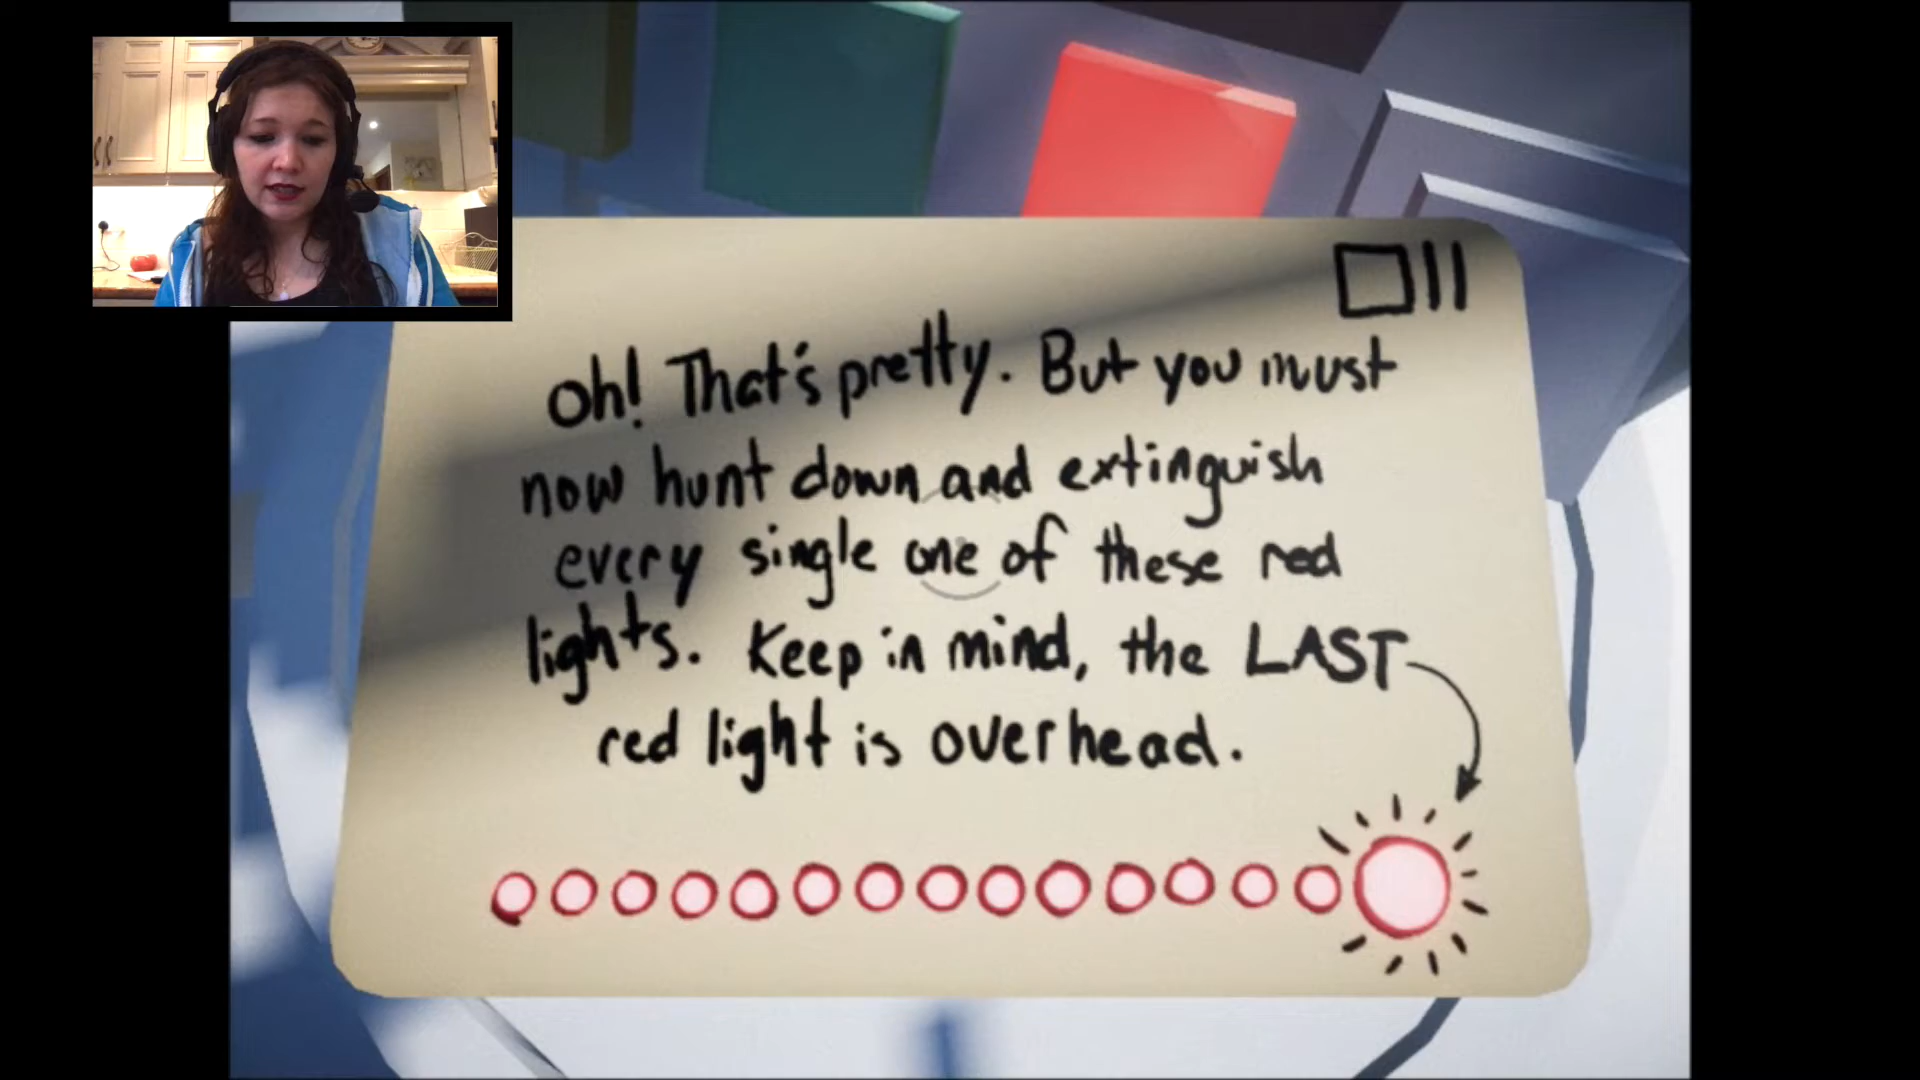 Oh! That's pretty. But you must
now hunt down and extinguish
every single one of these red
lights. Keep in mind, the LAST
red light is overhead.